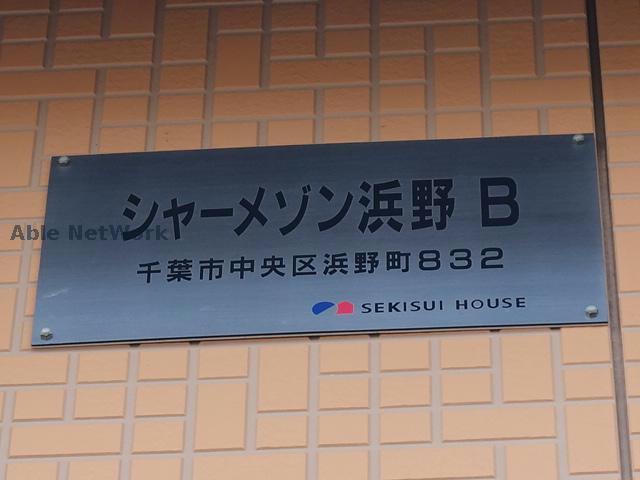 シャーメゾン浜野 B
Able NetWork
千葉市中央区浜野町832
SEKISUI HOUSE